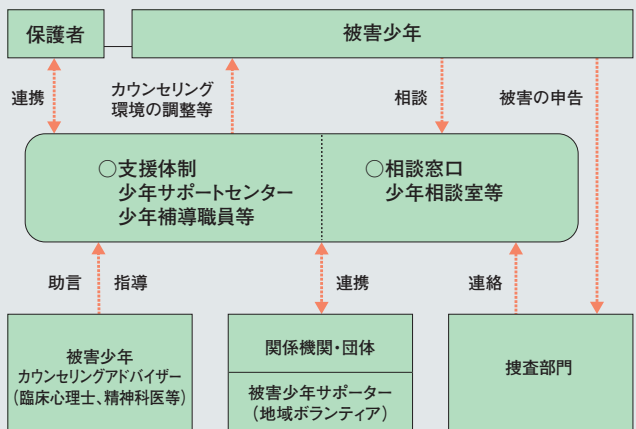 保護者
被害少年
連携
カウンセリング
環境の調整等
相談
被害の申告
○支援体制
少年サポートセンター
少年補導職員等
○相談窓口
少年相談室等
助言
指導
連携
連絡
被害少年
カウンセリングアドバイザー
（臨床心理士、精神科医等）
関係機関・団体
被害少年サポーター
（地域ボランティア）
捜査部門